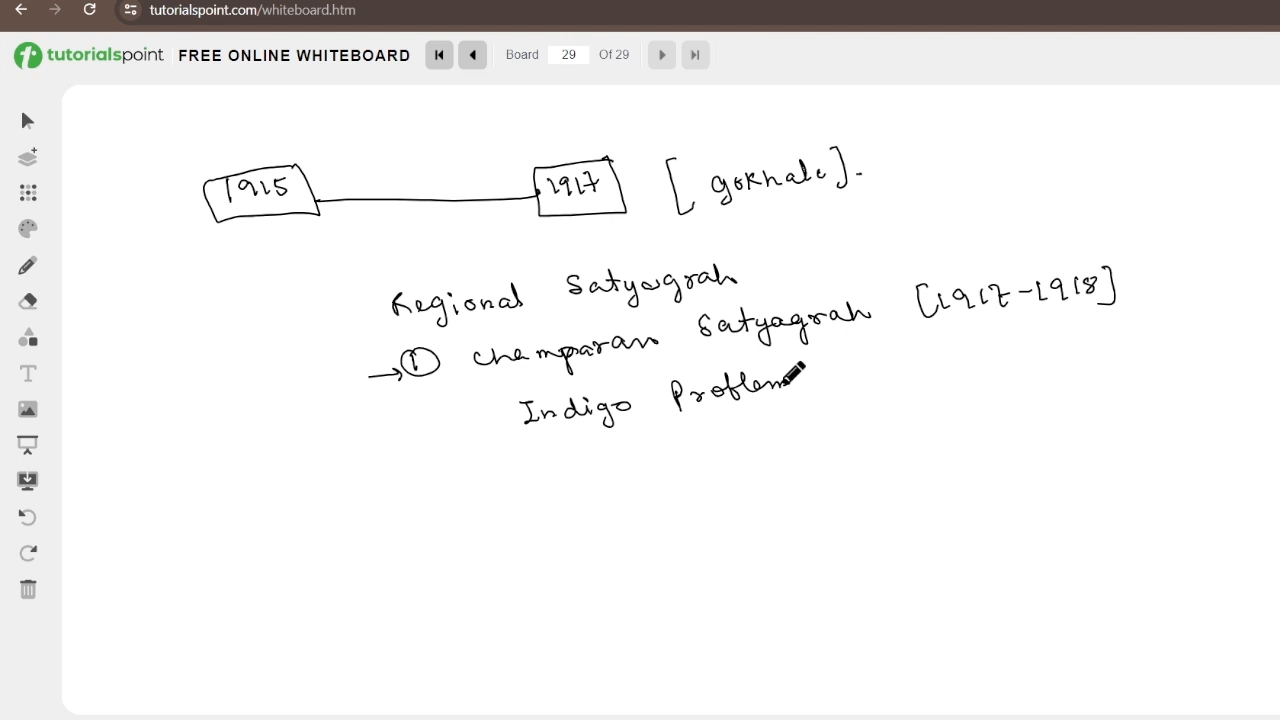 tutorialspoint.com/whiteboard.htm
tutorialspoint FREE ONLINE WHITEBOARD Board 29 Of 29
1915 1917 [gokhale].
Regional Satyagrah
→ ① Champaran Satyagrah [1917-1918]
Indigo Problem